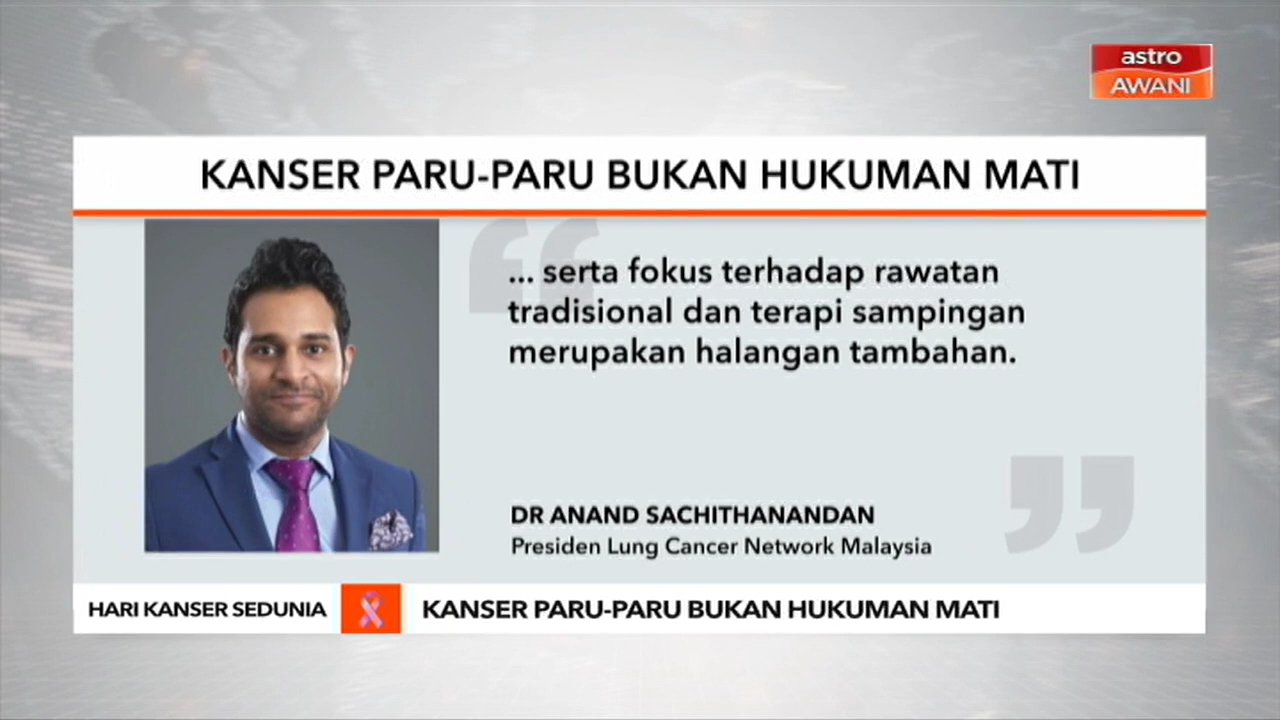 astro
AWANI
KANSER PARU-PARU BUKAN HUKUMAN MATI
... serta fokus terhadap rawatan
tradisional dan terapi sampingan
merupakan halangan tambahan.
DR ANAND SACHITHANANDAN
Presiden Lung Cancer Network Malaysia
HARI KANSER SEDUNIA
KANSER PARU-PARU BUKAN HUKUMAN MATI